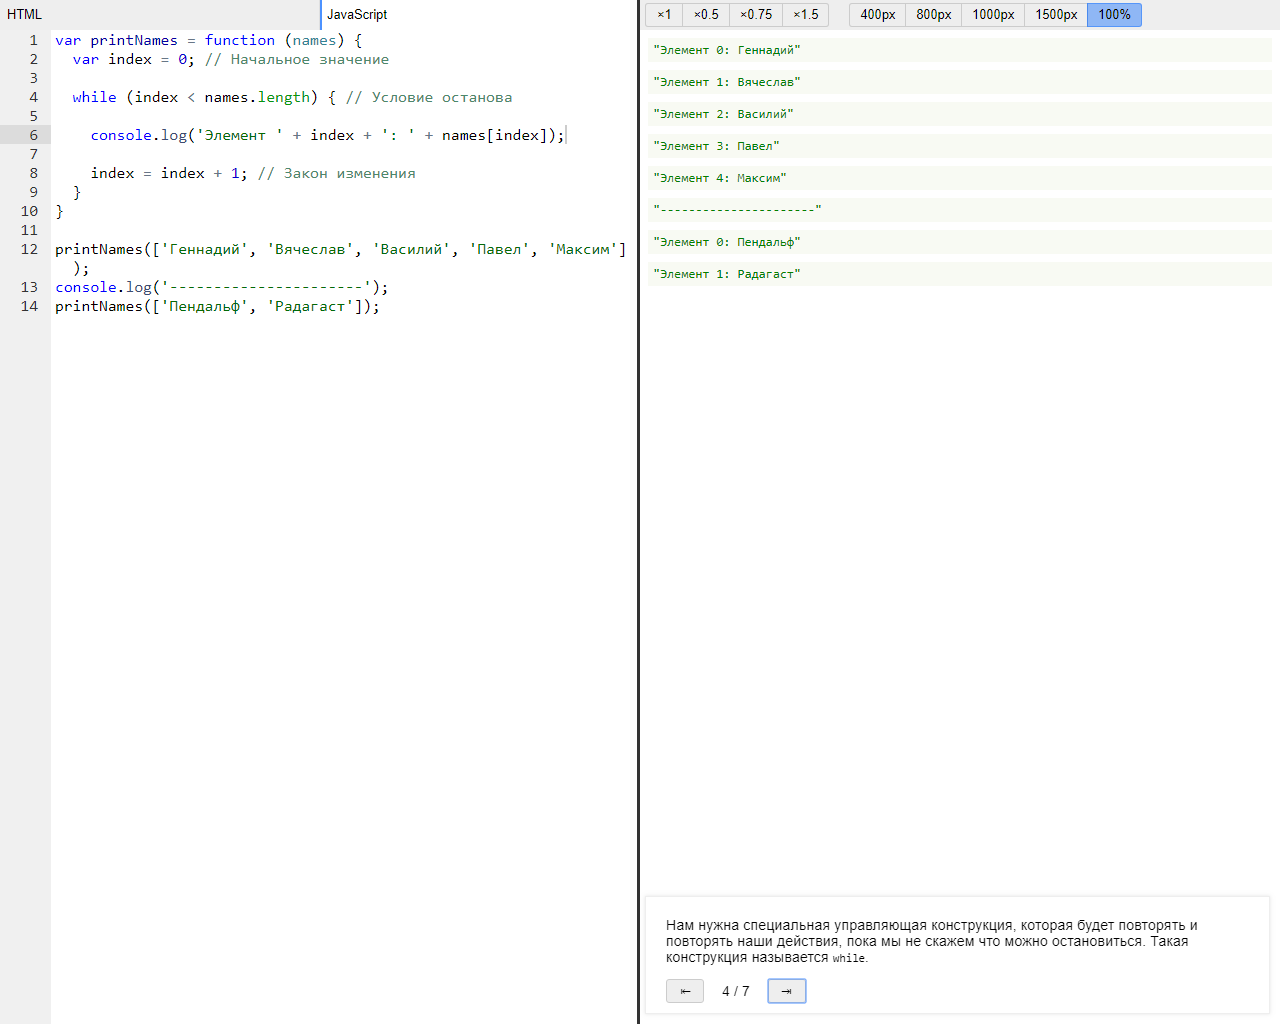 HTML
JavaScript
×1 ×0.5 ×0.75 ×1.5 400px 800px 1000px 1500px 100%
1 var printNames = function (names) {
2 var index = 0; // Начальное значение
3
4 while (index < names.length) { // Условие останова
5
6 console.log('Элемент ' + index + ': ' + names[index]);
7
8 index = index + 1; // Закон изменения
9 }
10 }
11
12 printNames(['Геннадий', 'Вячеслав', 'Василий', 'Павел', 'Максим']
);
13 console.log('----------------------');
14 printNames(['Пендальф', 'Радагаст']);
"Элемент 0: Геннадий"
"Элемент 1: Вячеслав"
"Элемент 2: Василий"
"Элемент 3: Павел"
"Элемент 4: Максим"
"----------------------"
"Элемент 0: Пендальф"
"Элемент 1: Радагаст"
Нам нужна специальная управляющая конструкция, которая будет повторять и
повторять наши действия, пока мы не скажем что можно остановиться. Такая
конструкция называется while.
⇤ 4 / 7 ⇥